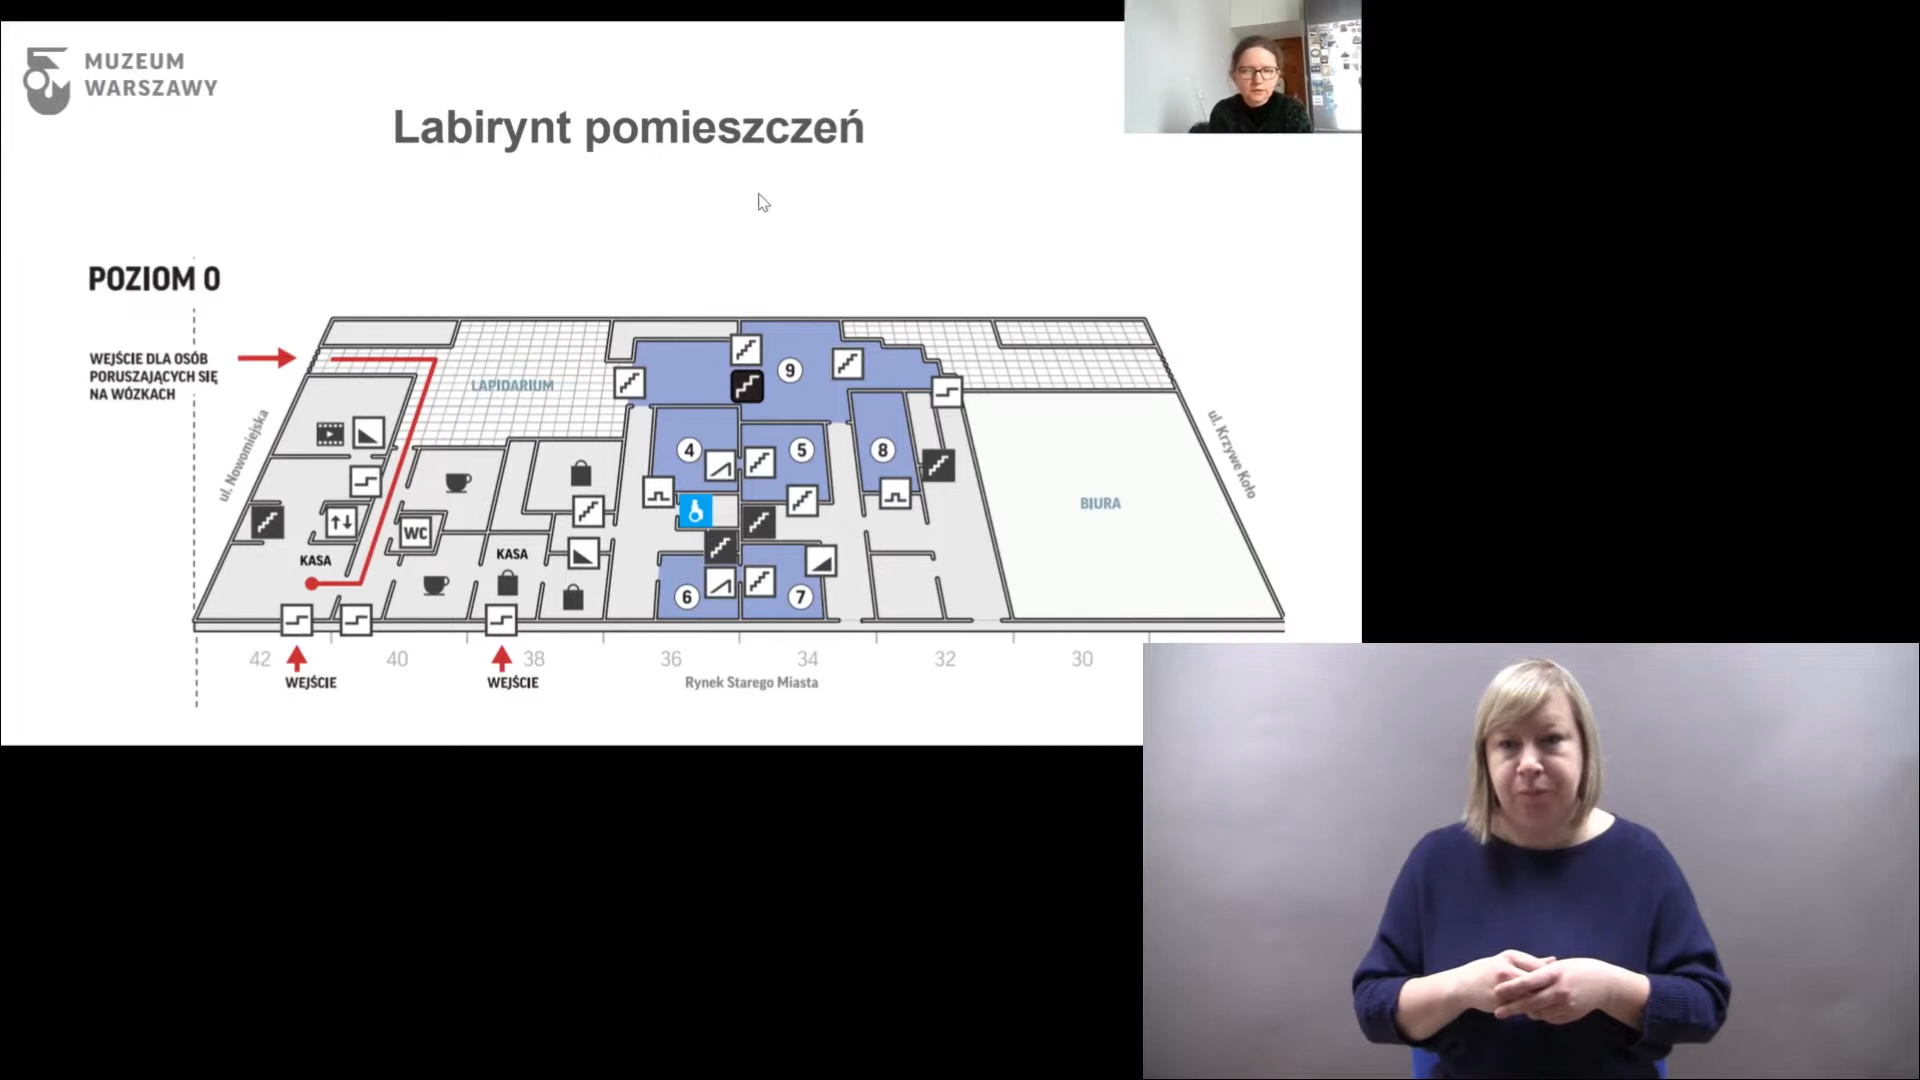 MUZEUM
WARSZAWY
Labirynt pomieszczeń
POZIOM 0
WEJŚCIE DLA OSÓB
PORUSZAJĄCYCH SIĘ
NA WÓZKACH
LAPIDARIUM
ul. Nowomiejska
ul. Krzywe Koło
9
4
5
8
BIURA
WC
KASA
KASA
6
7
42
40
38
36
34
32
30
WEJŚCIE
WEJŚCIE
Rynek Starego Miasta